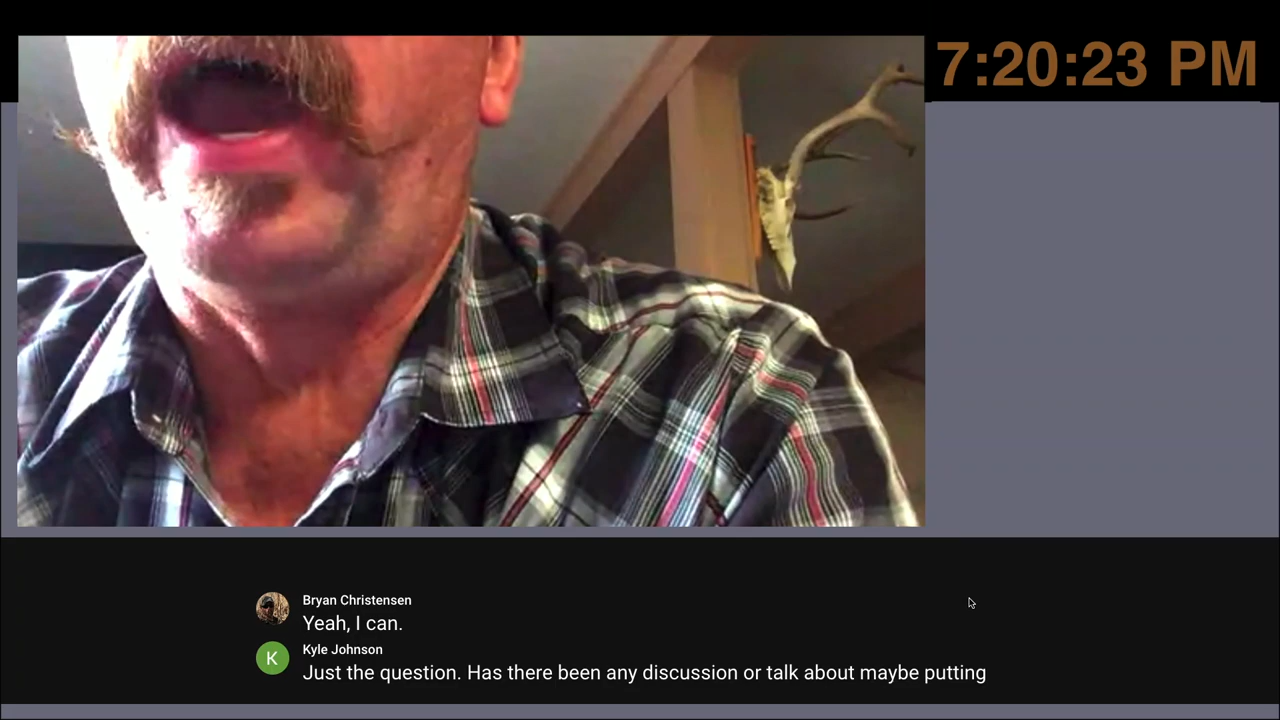 7:20:23 PM
Bryan Christensen
Yeah, I can.
K
Kyle Johnson
Just the question. Has there been any discussion or talk about maybe putting